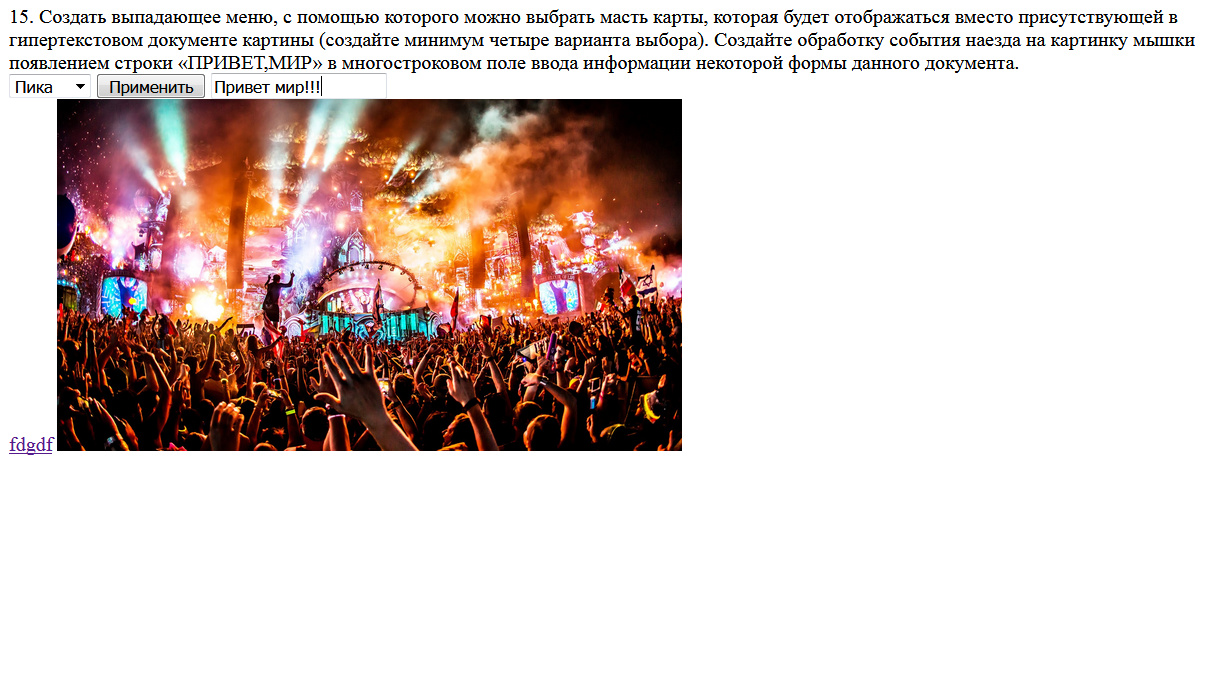 15. Создать выпадающее меню, с помощью которого можно выбрать масть карты, которая будет отображаться вместо присутствующей в
гипертекстовом документе картины (создайте минимум четыре варианта выбора). Создайте обработку события наезда на картинку мышки
появлением строки «ПРИВЕТ,МИР» в многостроковом поле ввода информации некоторой формы данного документа.
Пика Применить Привет мир!!!
fdgdf